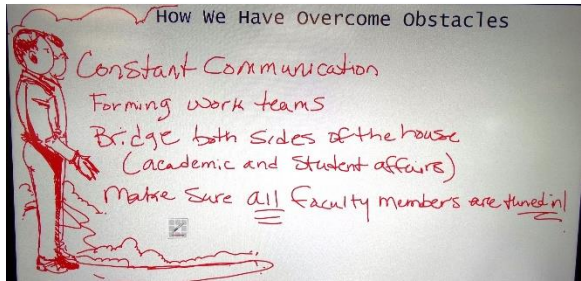 How We Have Overcome Obstacles
Constant Communication
Forming work teams
Bridge both sides of the house
(academic and Student affairs)
Make Sure all faculty members are tuned in!